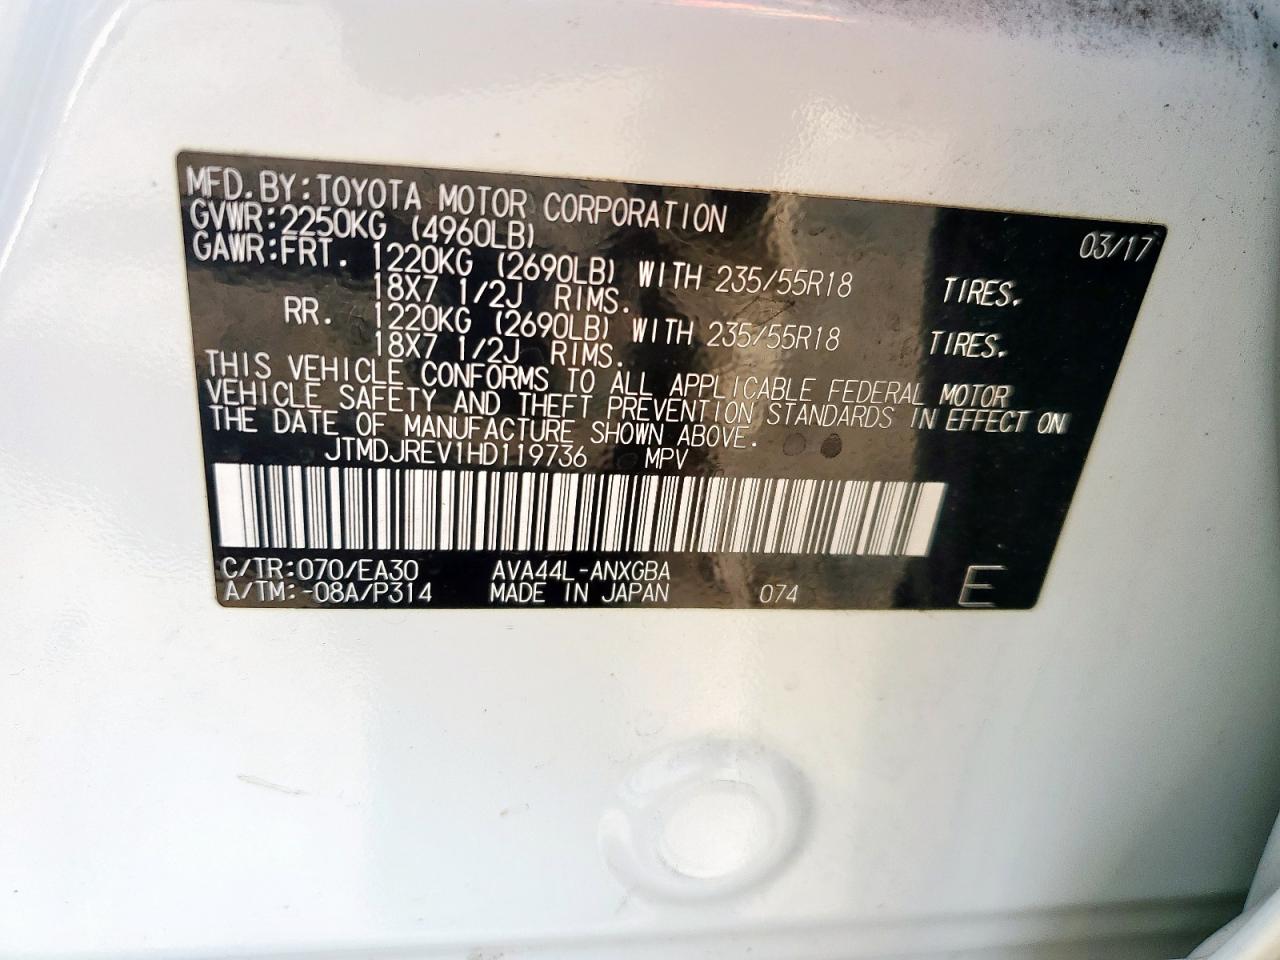 MFD.BY:TOYOTA MOTOR CORPORATION 03/17
GVWR:2250KG (4960LB)
GAWR:FRT. 1220KG (2690LB) WITH 235/55R18 TIRES.
18X7 1/2J RIMS.
RR. 1220KG (2690LB) WITH 235/55R18 TIRES.
18X7 1/2J RIMS.
THIS VEHICLE CONFORMS TO ALL APPLICABLE FEDERAL MOTOR
VEHICLE SAFETY AND THEFT PREVENTION STANDARDS IN EFFECT ON
THE DATE OF MANUFACTURE SHOWN ABOVE.
JTMDJREV1HD119736 MPV
C/TR:070/EA30 AVA44L-ANXGBA
A/TM:-08A/P314 MADE IN JAPAN 074 E